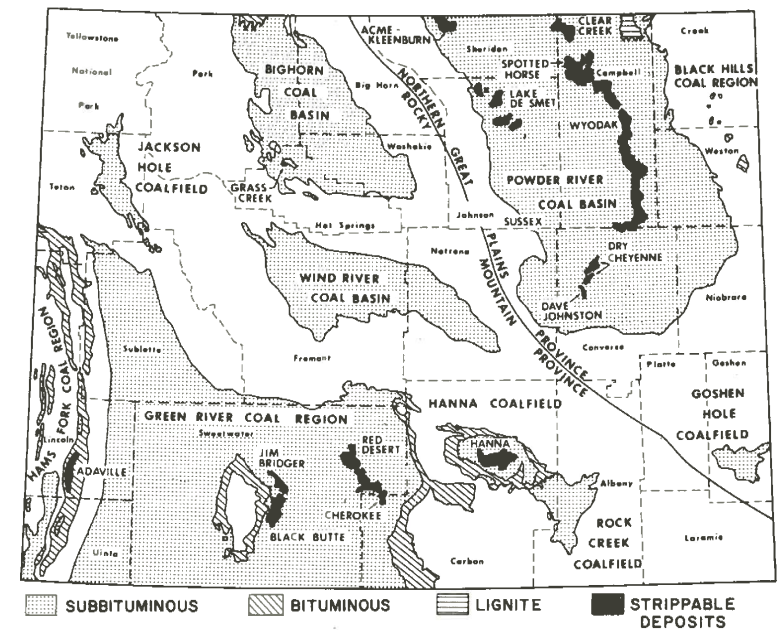 Yellowstone
National
Park
Park
BIGHORN
COAL
BASIN
ACME-
KLEENBURN
Big Horn
Sheridan
CLEAR
CREEK
Crook
SPOTTED
HORSE
Campbell
BLACK HILLS
COAL REGION
LAKE
DE SMET
NORTHERN
ROCKY
GREAT
PLAINS
MOUNTAIN
PROVINCE
PROVINCE
WYODAK
Weston
JACKSON
HOLE
COALFIELD
Washakie
Teton
GRASS
CREEK
POWDER RIVER
COAL BASIN
Johnson
SUSSEX
Hot Springs
Natrona
DRY
CHEYENNE
WIND RIVER
COAL BASIN
DAVE
JOHNSTON
Niobrare
Converse
Sublette
Fremont
Platte
Goshen
HAMS FORK COAL REGION
GREEN RIVER COAL REGION
HANNA COALFIELD
GOSHEN
HOLE
COALFIELD
Sweetwater
Lincoln
ADAVILLE
JIM
BRIDGER
RED
DESERT
HANNA
Albany
CHEROKEE
BLACK BUTTE
ROCK
CREEK
COALFIELD
Laramie
Uinta
Carbon
SUBBITUMINOUS
BITUMINOUS
LIGNITE
STRIPPABLE
DEPOSITS